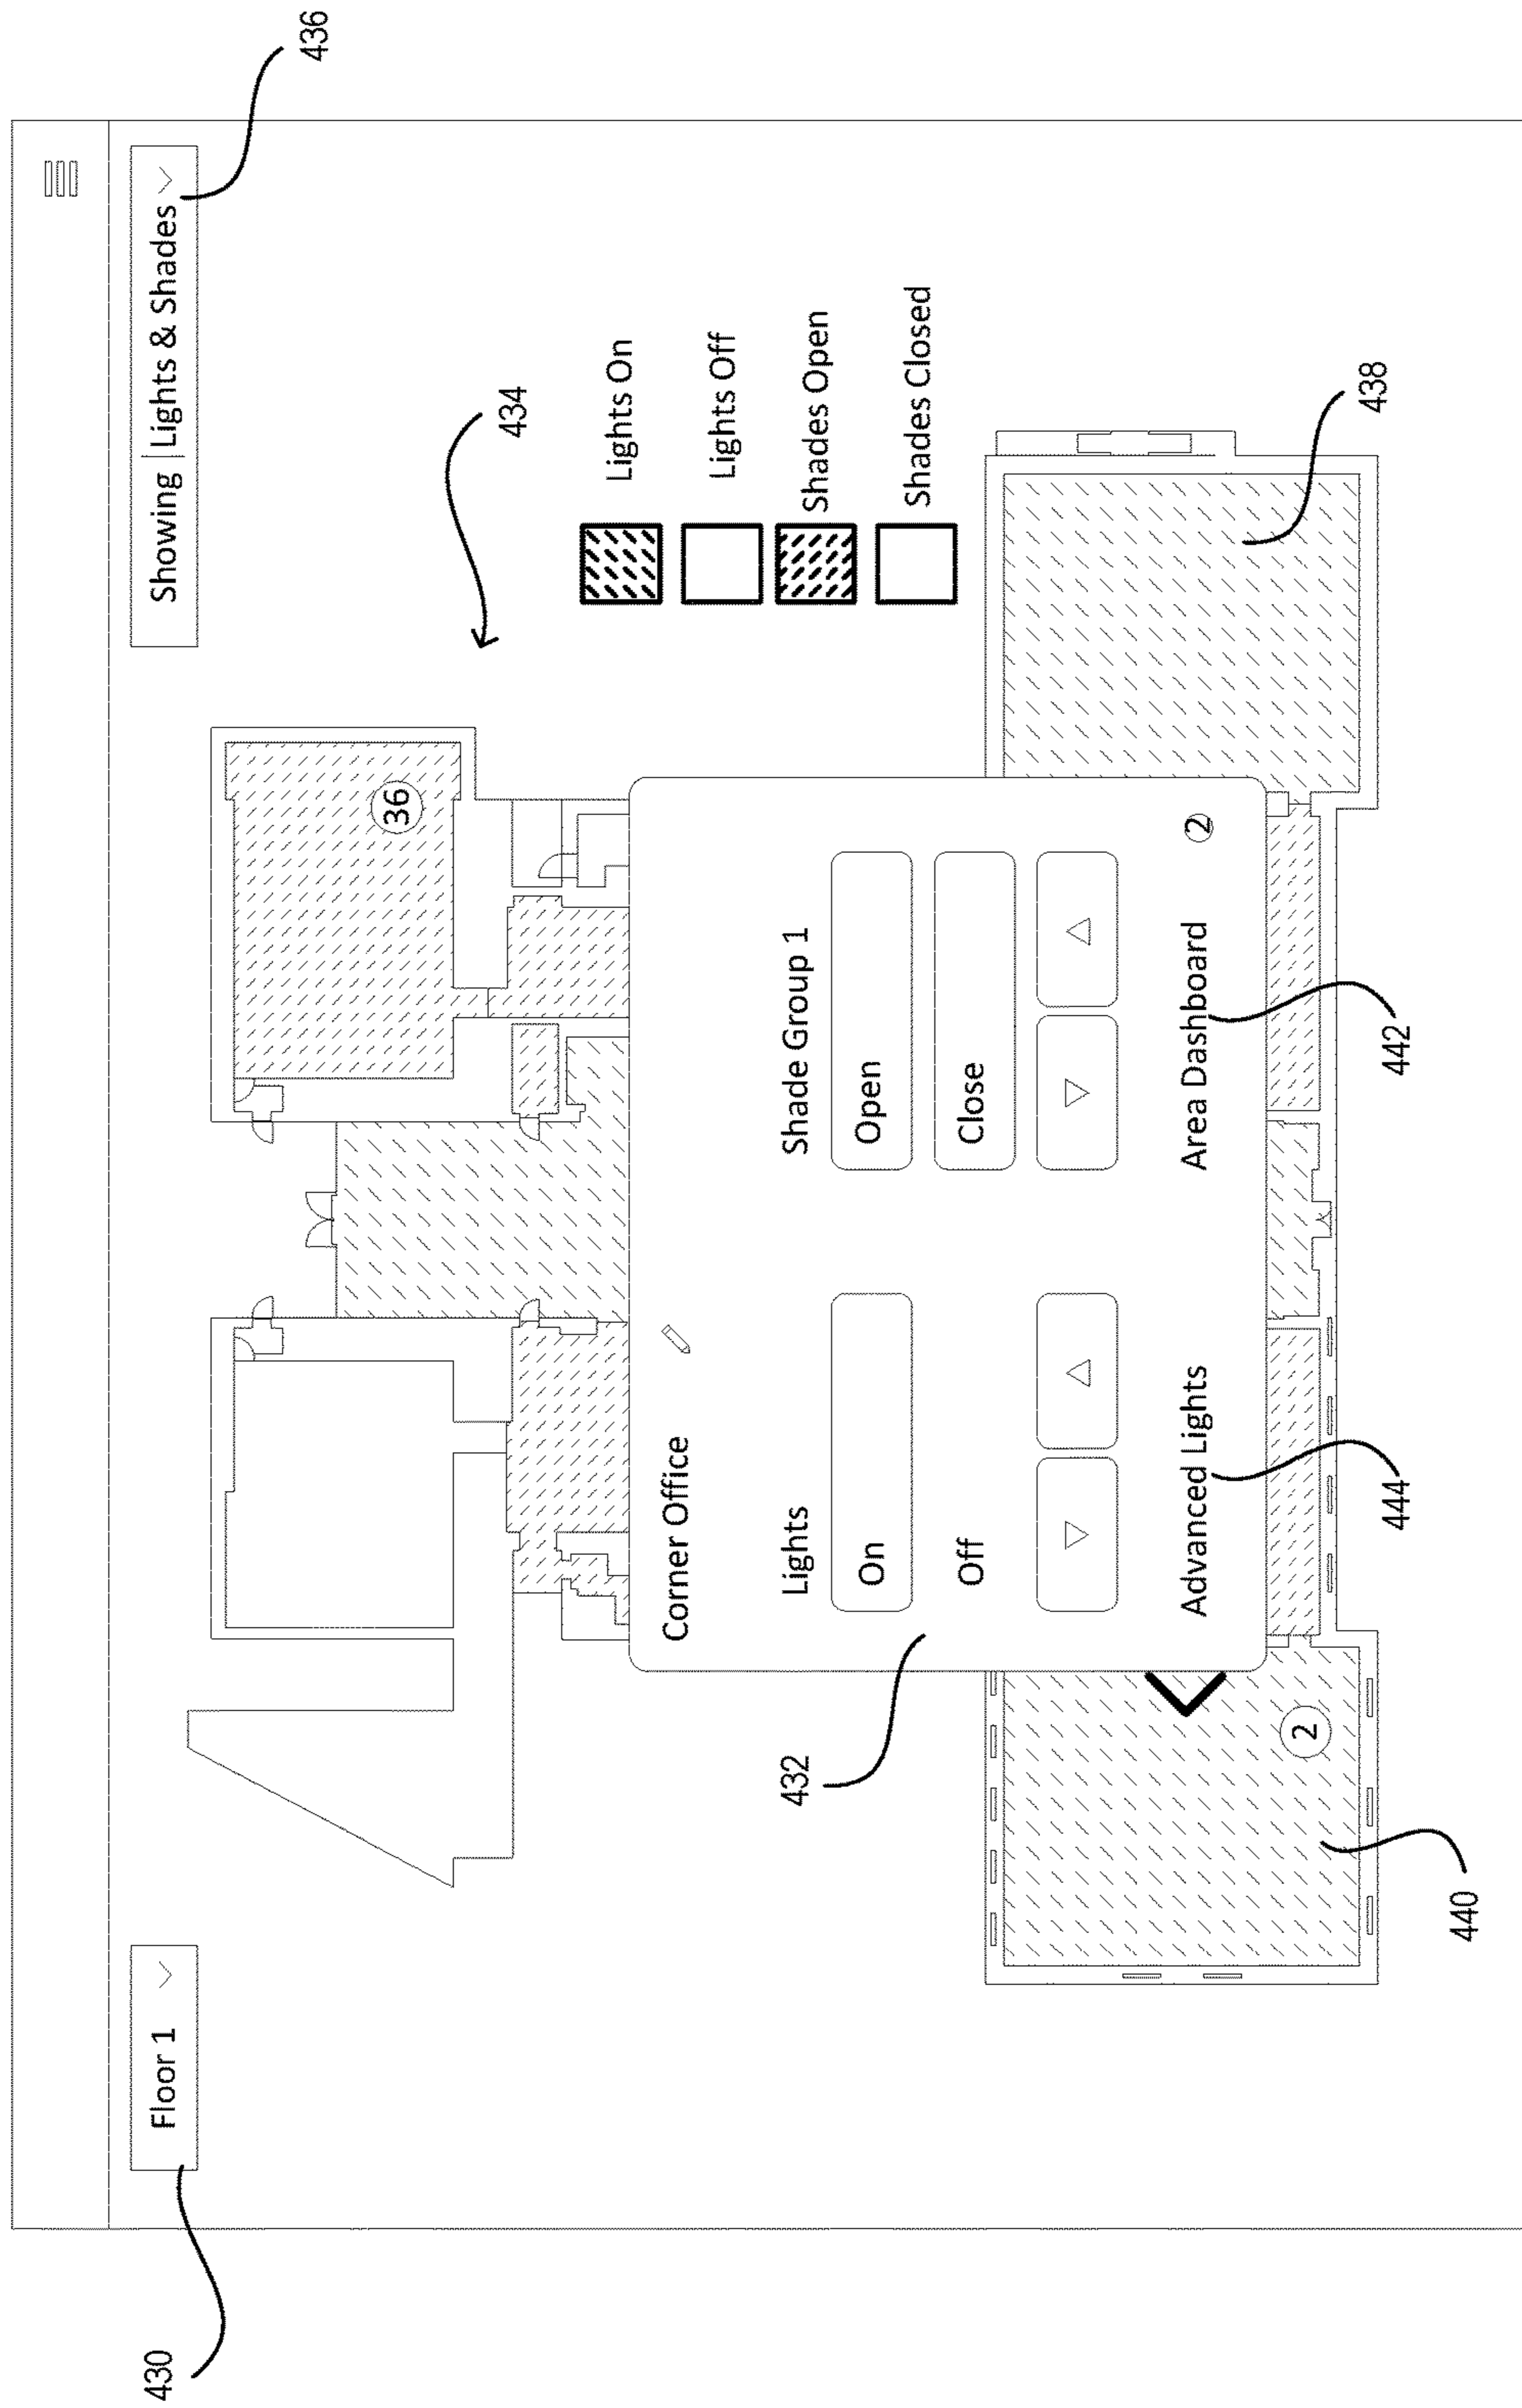 430
Floor 1
Showing | Lights & Shades
436
434
36
Lights On
Lights Off
Shades Open
Shades Closed
432
Corner Office
Lights
On
Off
Shade Group 1
Open
Close
Advanced Lights
Area Dashboard
2
2
438
440
444
442